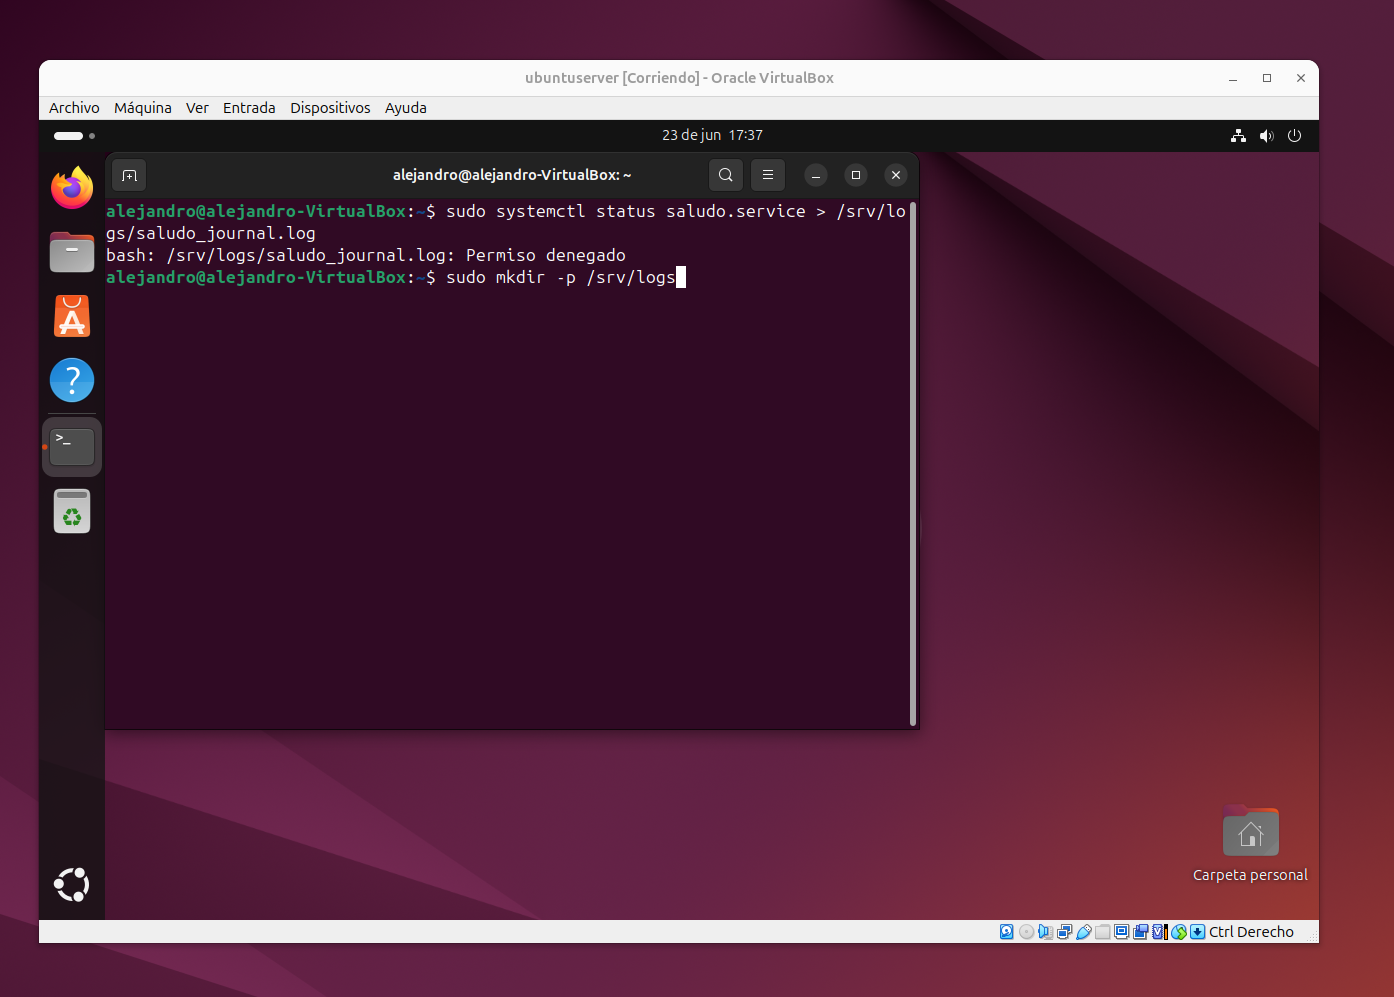 ubuntuserver [Corriendo] - Oracle VirtualBox
Archivo Máquina Ver Entrada Dispositivos Ayuda
23 de jun 17:37
alejandro@alejandro-VirtualBox: ~
alejandro@alejandro-VirtualBox:~$ sudo systemctl status saludo.service > /srv/lo
gs/saludo_journal.log
bash: /srv/logs/saludo_journal.log: Permiso denegado
alejandro@alejandro-VirtualBox:~$ sudo mkdir -p /srv/logs
Carpeta personal
Ctrl Derecho